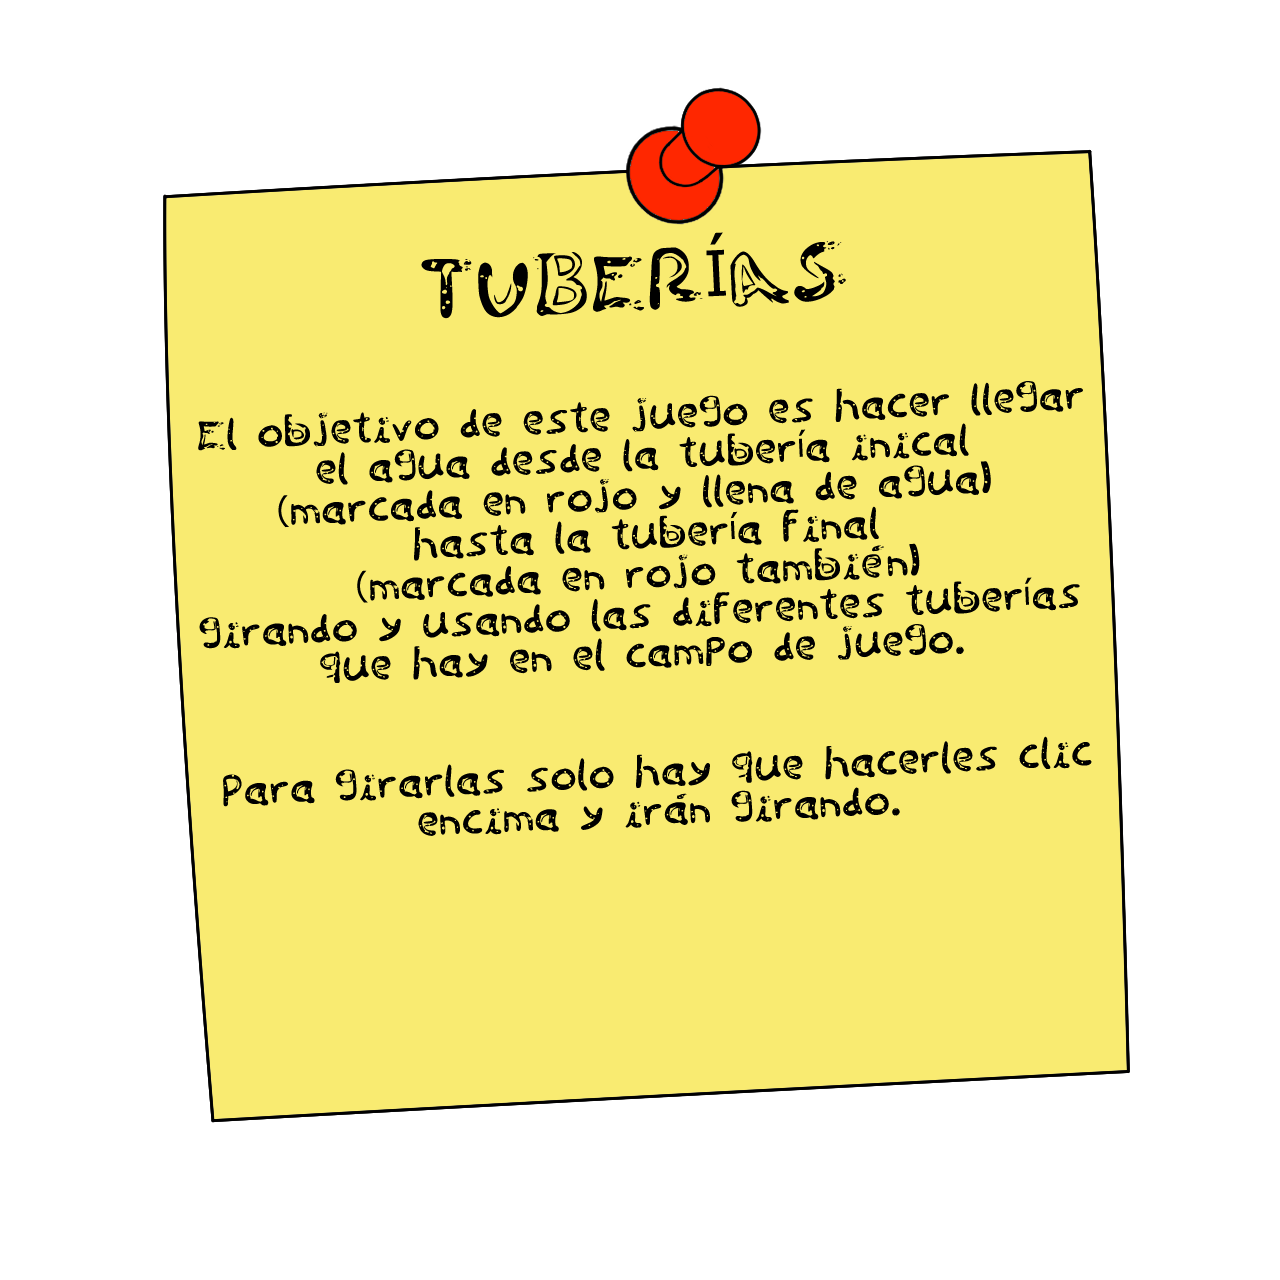 TUBERÍAS
El objetivo de este juego es hacer llegar
el agua desde la tubería inical
(marcada en rojo y llena de agua)
hasta la tubería final
(marcada en rojo también)
girando y usando las diferentes tuberías
que hay en el campo de juego.
Para girarlas solo hay que hacerles clic
encima y irán girando.